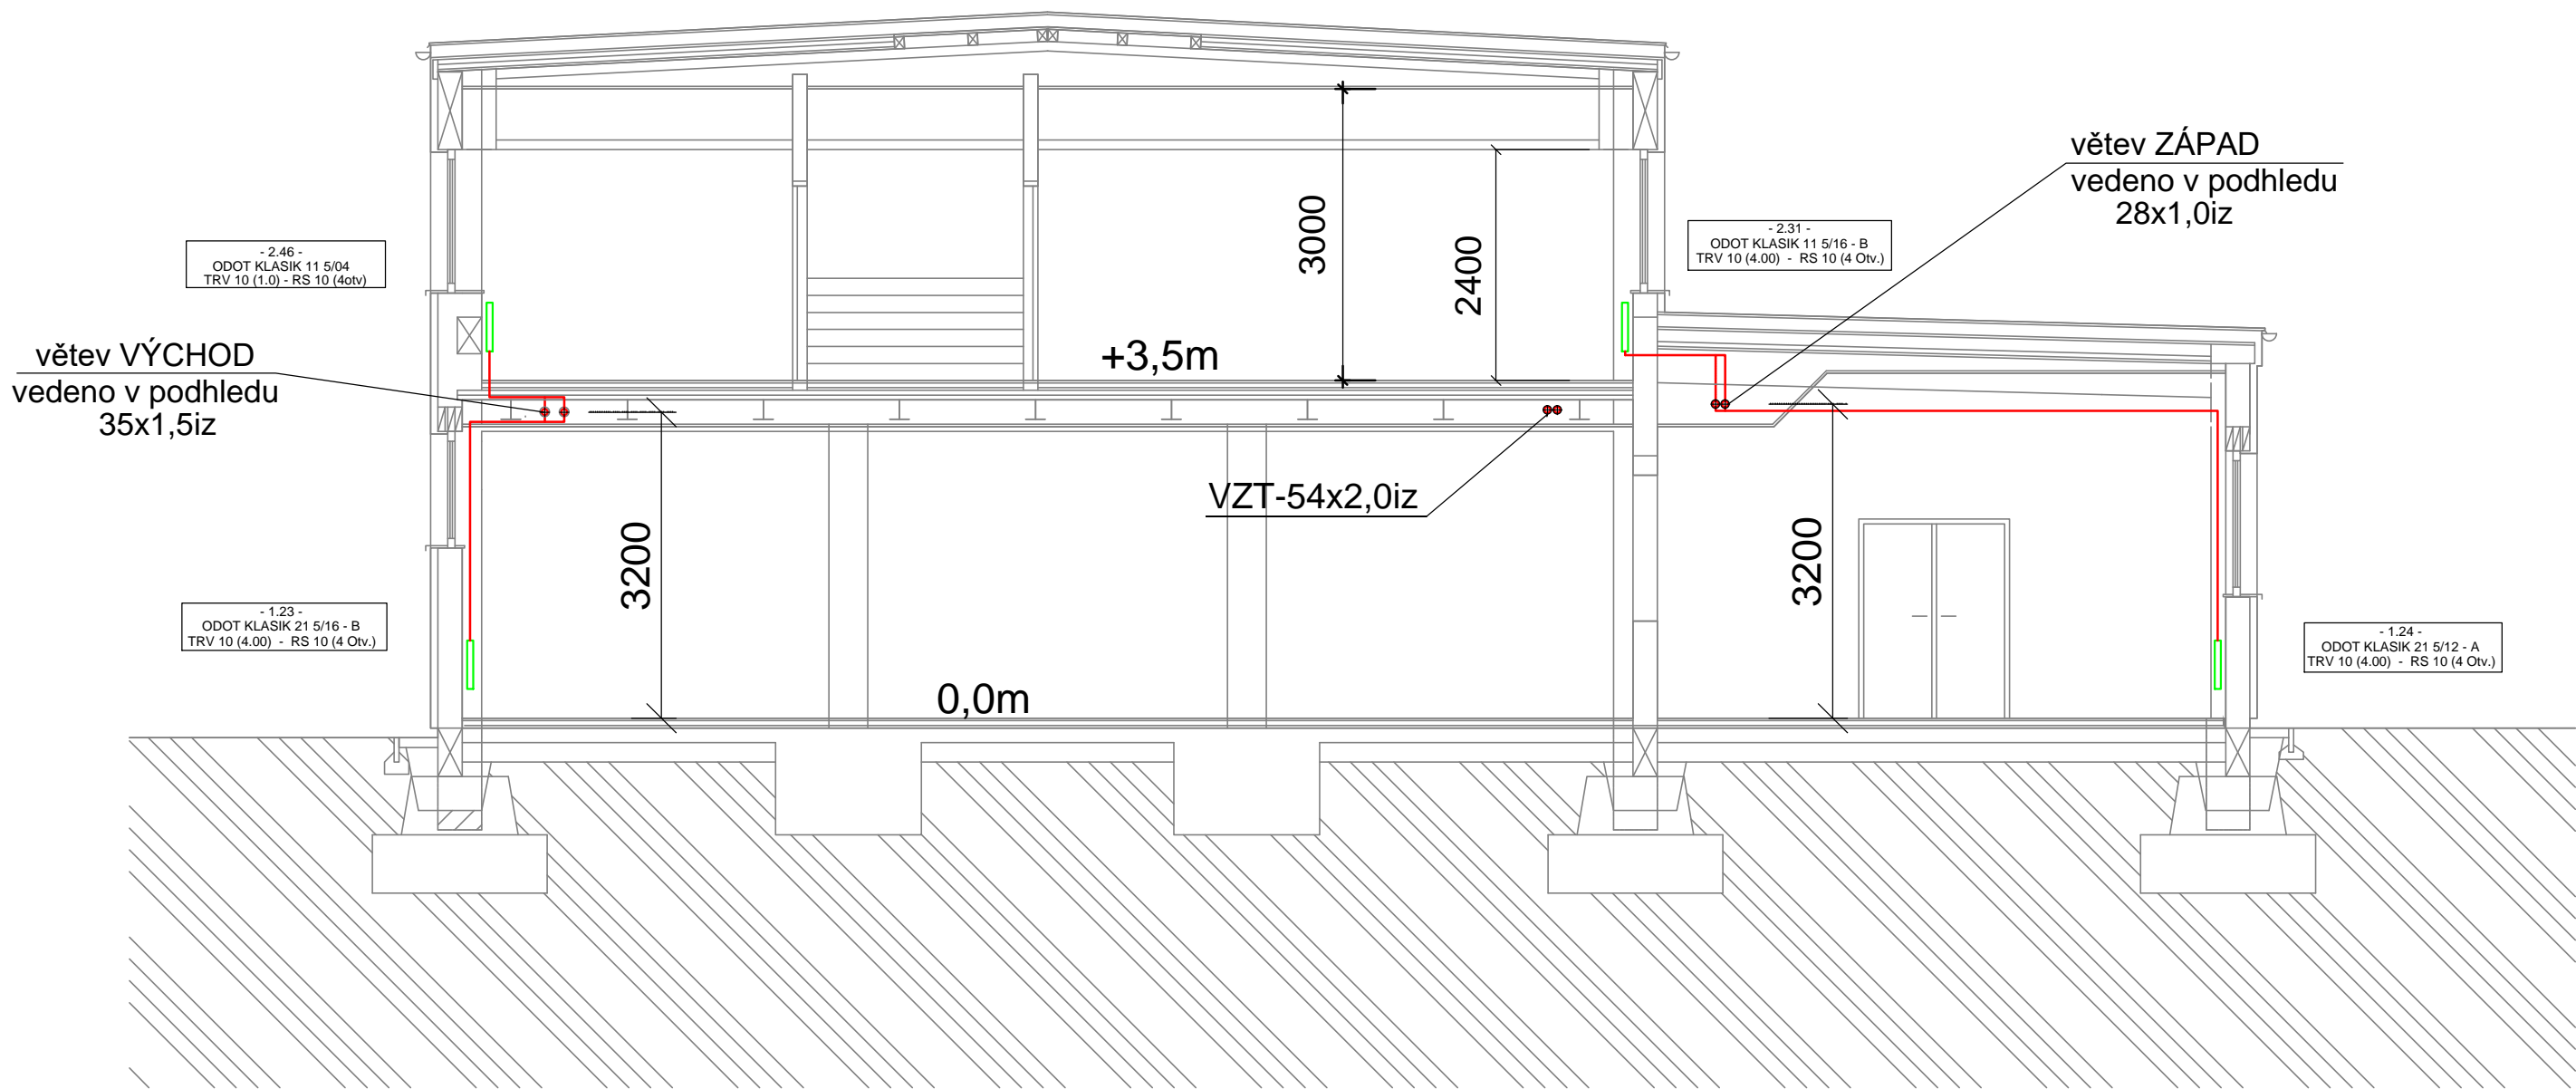 větev ZÁPAD
vedeno v podhledu
28x1,0iz
3000
2400
- 2.46 -
ODOT KLASIK 11 5/04
TRV 10 (1.0) - RS 10 (4otv)
- 2.31 -
ODOT KLASIK 11 5/16 - B
TRV 10 (4.00) - RS 10 (4 Otv.)
větev VÝCHOD
vedeno v podhledu
35x1,5iz
+3,5m
VZT-54x2,0iz
3200
3200
- 1.23 -
ODOT KLASIK 21 5/16 - B
TRV 10 (4.00) - RS 10 (4 Otv.)
- 1.24 -
ODOT KLASIK 21 5/12 - A
TRV 10 (4.00) - RS 10 (4 Otv.)
0,0m